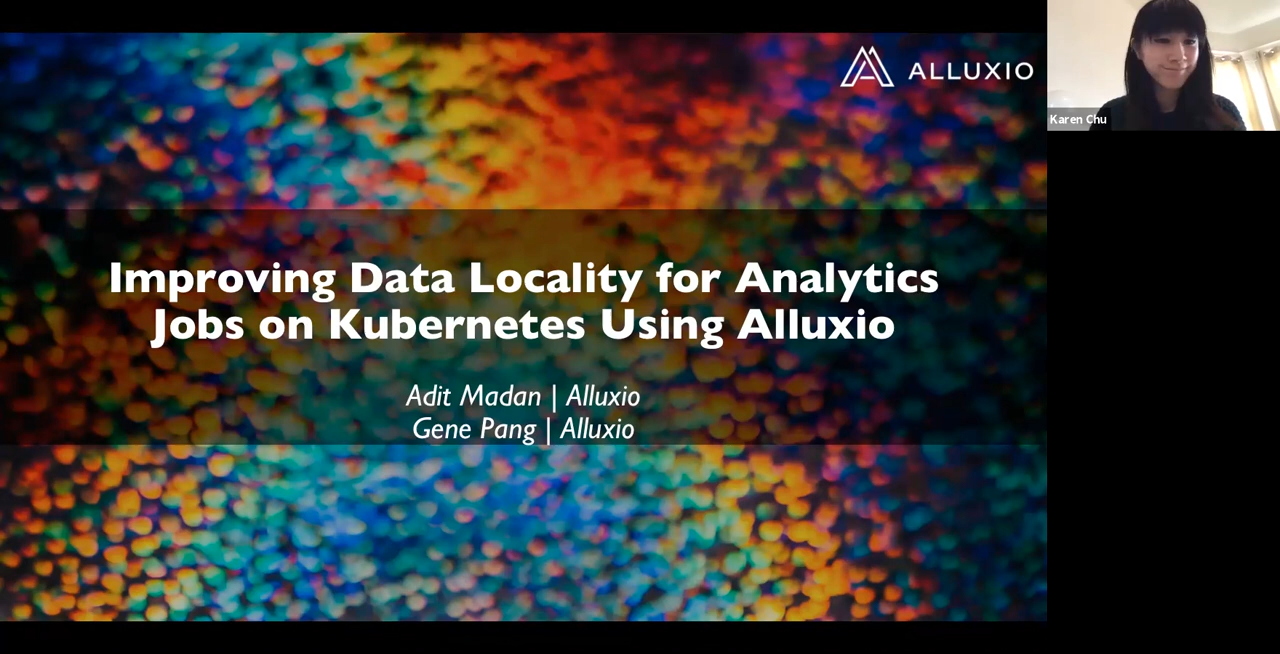 ALLUXIO
Karen Chu
Improving Data Locality for Analytics
Jobs on Kubernetes Using Alluxio
Adit Madan | Alluxio
Gene Pang | Alluxio